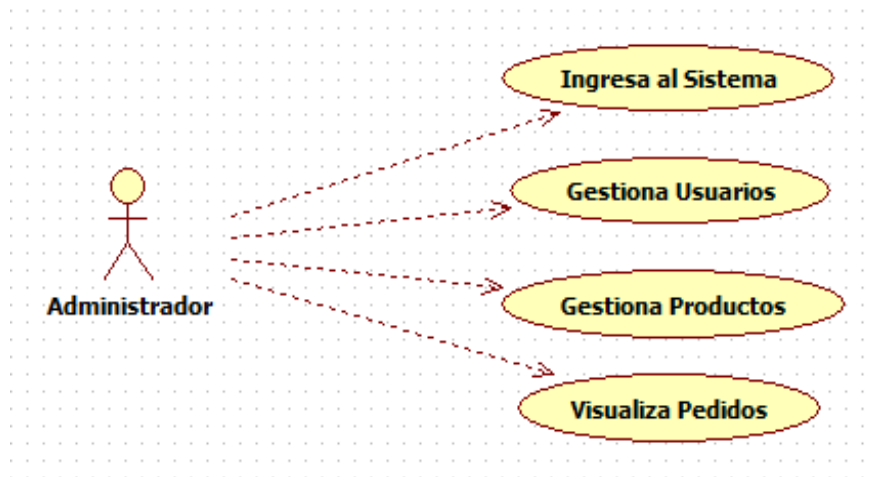 Ingresa al Sistema
Gestiona Usuarios
Administrador
Gestiona Productos
Visualiza Pedidos